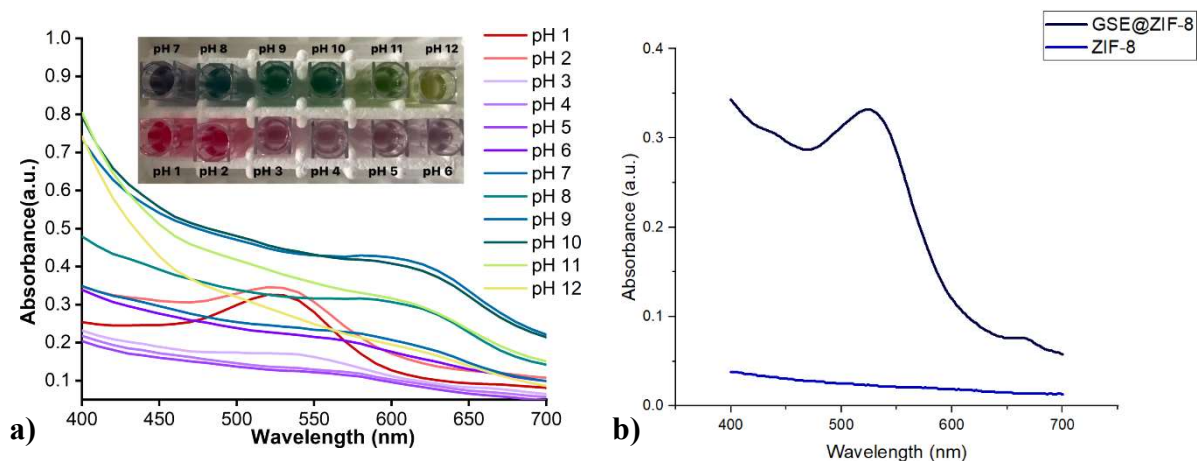 1.0
0.9
0.8
0.7
0.6
0.5
0.4
0.3
0.2
0.1
Absorbance(a.u.)
400 450 500 550 600 650 700
Wavelength (nm)
a)
pH 7 pH 8 pH 9 pH 10 pH 11 pH 12
pH 1 pH 2 pH 3 pH 4 pH 5 pH 6
pH 1
pH 2
pH 3
pH 4
pH 5
pH 6
pH 7
pH 8
pH 9
pH 10
pH 11
pH 12
GSE@ZIF-8
ZIF-8
0.4
0.3
0.2
0.1
0.0
Absorbance (a.u.)
400 500 600 700
Wavelength (nm)
b)